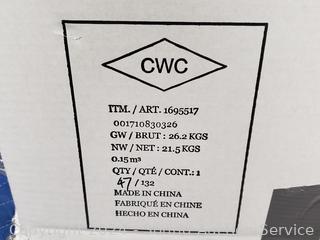 CWC
ITM. / ART. 1695517
001710830326
GW / BRUT : 26.2 KGS
NW / NET : 21.5 KGS
0.15 m³
QTY / QTÉ / CONT.: 1
47 / 132
MADE IN CHINA
FABRIQUÉ EN CHINE
HECHO EN CHINA